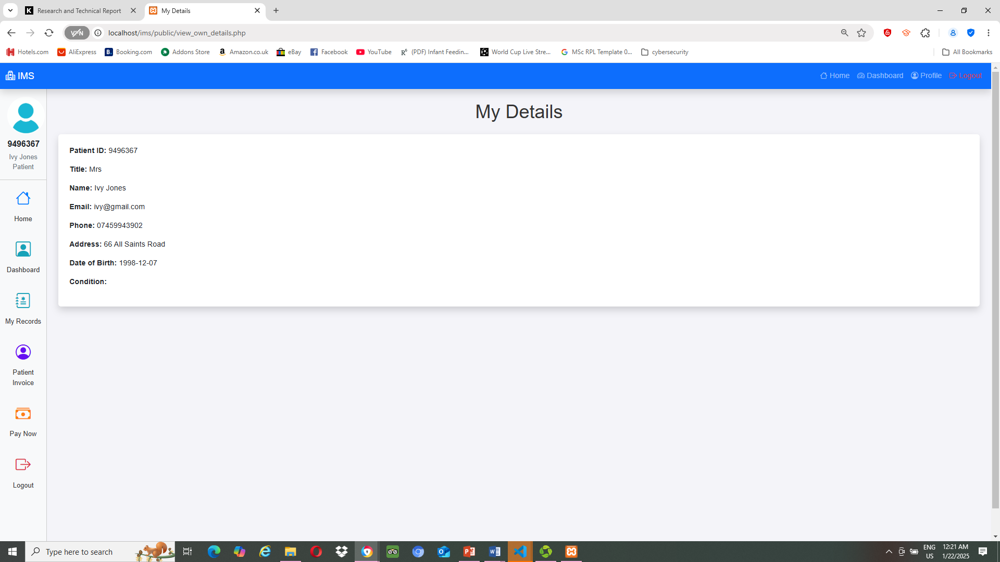 Research and Technical Report
My Details
VPN
localhost/ims/public/view_own_details.php
Hotels.com
AliExpress
B.
Booking.com
Addons Store
Amazon.co.uk
eBay
Facebook
YouTube
(PDF) Infant Feedin...
World Cup Live Stre...
MSc RPL Template 0...
cybersecurity
All Bookmarks
IMS
Home
Dashboard
Profile
Logout
9496367
Ivy Jones
Patient
Home
Dashboard
My Records
Patient
Invoice
Pay Now
Logout
My Details
Patient ID: 9496367
Title: Mrs
Name: Ivy Jones
Email: ivy@gmail.com
Phone: 07459943902
Address: 66 All Saints Road
Date of Birth: 1998-12-07
Condition:
Type here to search
ENG
US
12:21 AM
1/22/2025